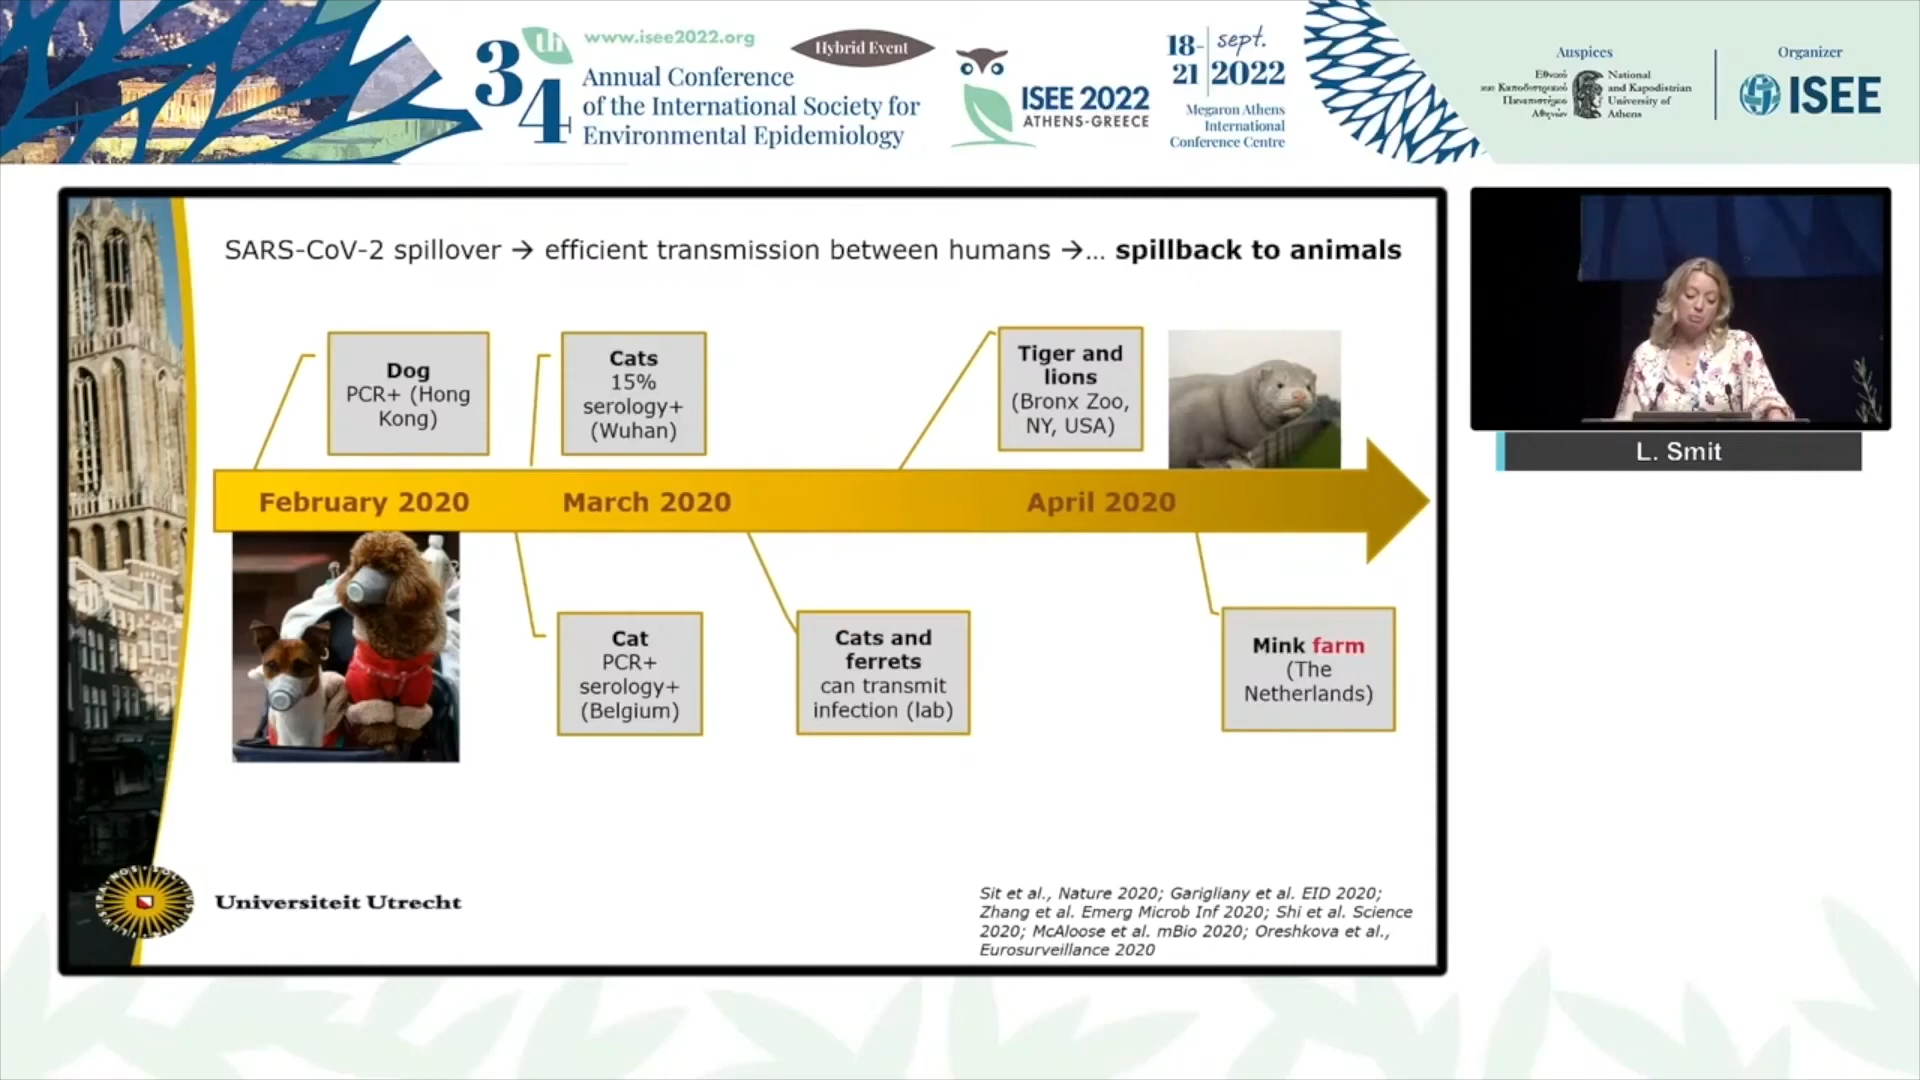 www.isee2022.org
Hybrid Event
34th
Annual Conference
of the International Society for
Environmental Epidemiology
ISEE 2022
ATHENS-GREECE
18-21 sept. 2022
Megaron Athens
International
Conference Centre
Auspices
Εθνικό
και Καποδιστριακό
Πανεπιστήμιο
Αθηνών
National
and Kapodistrian
University of
Athens
Organizer
ISEE
SARS-CoV-2 spillover → efficient transmission between humans →... spillback to animals
Dog
PCR+ (Hong
Kong)
Cats
15%
serology+
(Wuhan)
Tiger and
lions
(Bronx Zoo,
NY, USA)
February 2020
March 2020
April 2020
Cat
PCR+
serology+
(Belgium)
Cats and
ferrets
can transmit
infection (lab)
Mink farm
(The
Netherlands)
Universiteit Utrecht
Sit et al., Nature 2020; Garigliany et al. EID 2020;
Zhang et al. Emerg Microb Inf 2020; Shi et al. Science
2020; McAloose et al. mBio 2020; Oreshkova et al.,
Eurosurveillance 2020
L. Smit